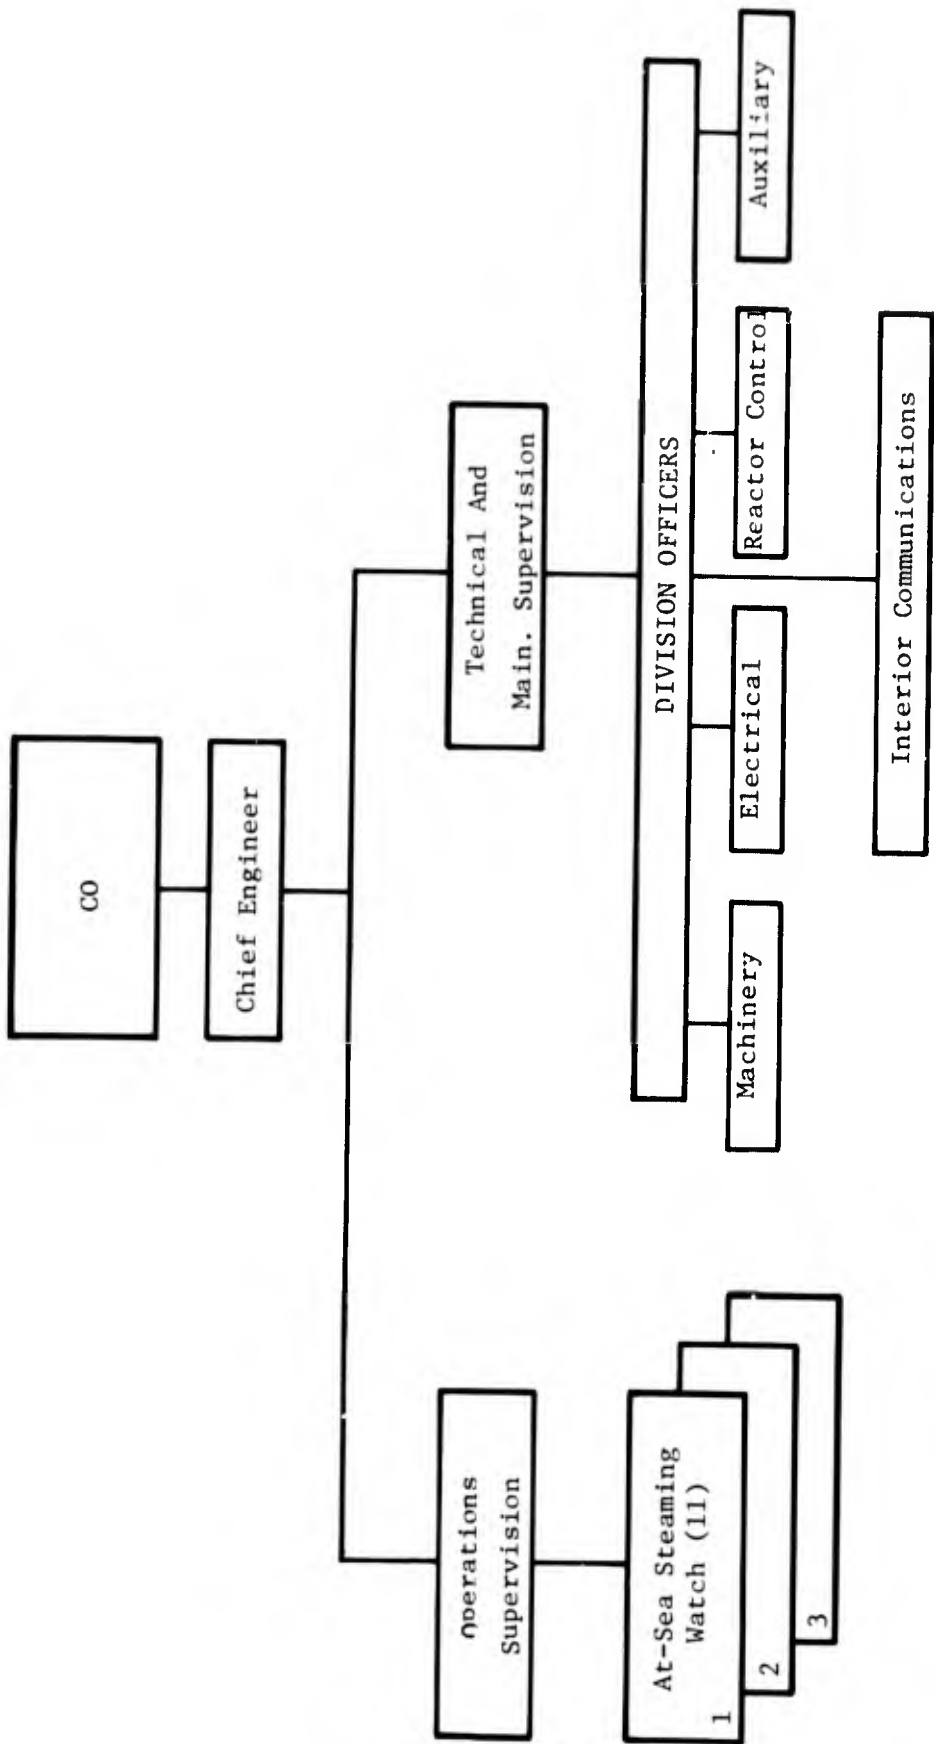 CO
Chief Engineer
Operations
Supervision
Technical And
Main. Supervision
At-Sea Steaming
Watch (11)
1
2
3
DIVISION OFFICERS
Machinery
Electrical
Reactor Control
Auxiliary
Interior Communications